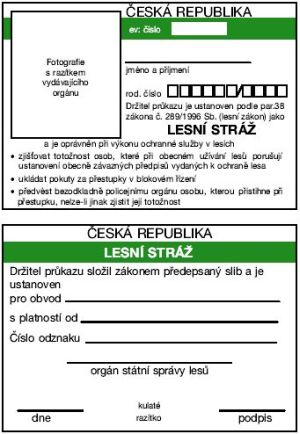 ČESKÁ REPUBLIKA
ev: číslo
Fotografie
s razítkem
vydávajícího
orgánu
jméno a příjmení
rod. číslo /
Držitel průkazu je ustanoven podle par.38
zákona č. 289/1996 Sb. (lesní zákon) jako
LESNÍ STRÁŽ
a je oprávněn při výkonu ochranné služby v lesích
• zjišťovat totožnost osob, které při obecném užívání lesů porušují
ustanovení obecně závazných předpisů vydaných k ochraně lesa
• ukládat pokuty za přestupky v blokovém řízení
• předvést bezodkladně policejnímu orgánu osobu, kterou přistihne při
přestupku, nelze-li jinak zjistit její totožnost
ČESKÁ REPUBLIKA
LESNÍ STRÁŽ
Držitel průkazu složil zákonem předepsaný slib a je
ustanoven
pro obvod
s platností od
Číslo odznaku
orgán státní správy lesů
dne
kulaté
razítko
podpis